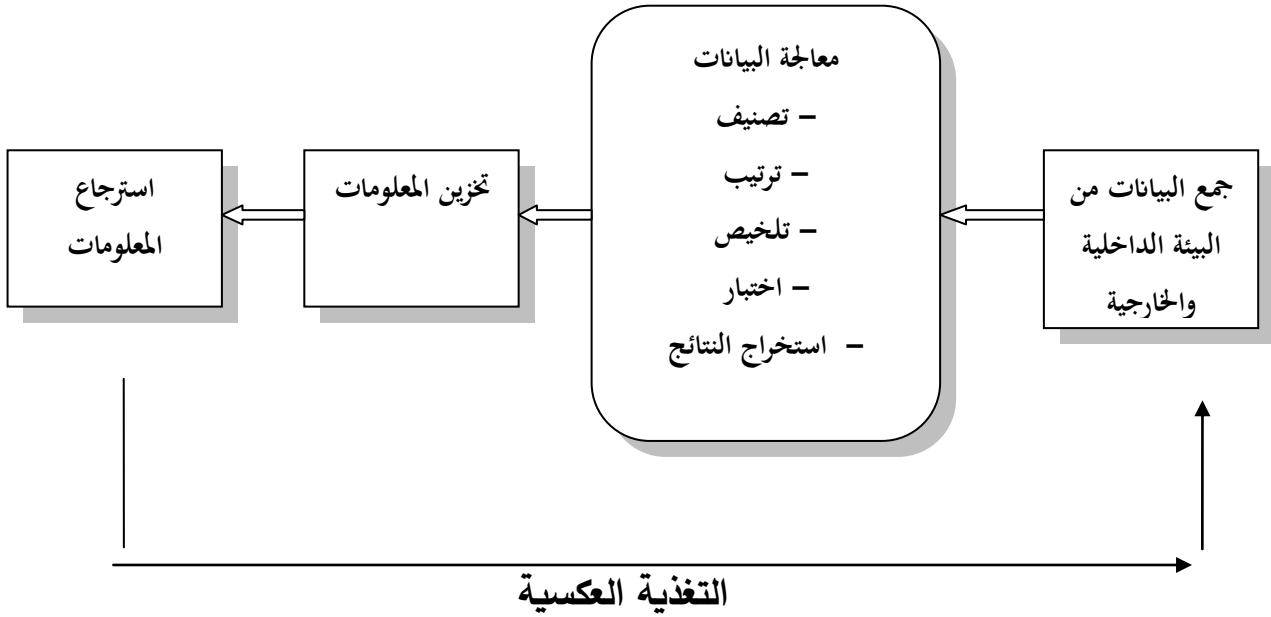 جمع البيانات من
البيئة الداخلية
والخارجية
معالجة البيانات
– تصنيف
– ترتيب
– تلخيص
– اختبار
– استخراج النتائج
تخزين المعلومات
استرجاع
المعلومات
التغذية العكسية